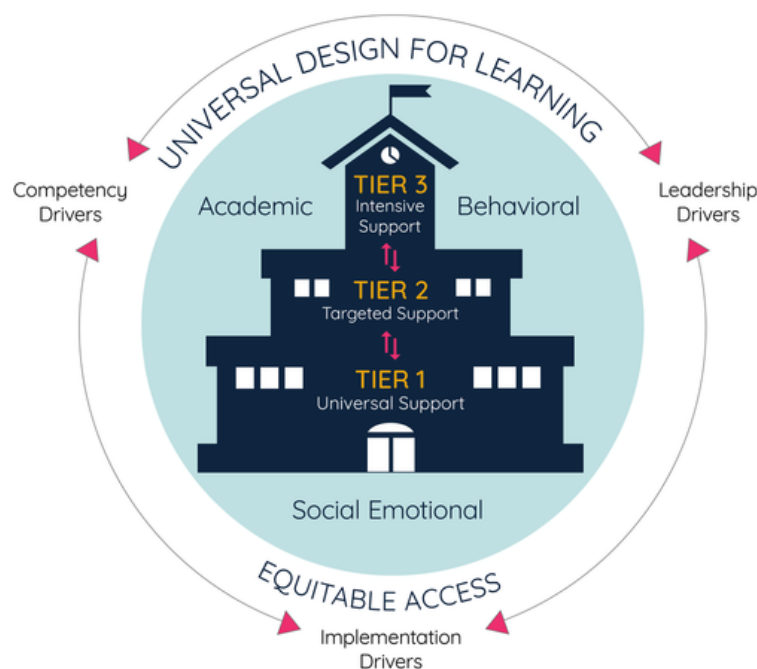 UNIVERSAL DESIGN FOR LEARNING
Competency
Drivers
Leadership
Drivers
Academic
Behavioral
TIER 3
Intensive
Support
TIER 2
Targeted Support
TIER 1
Universal Support
Social Emotional
EQUITABLE ACCESS
Implementation
Drivers